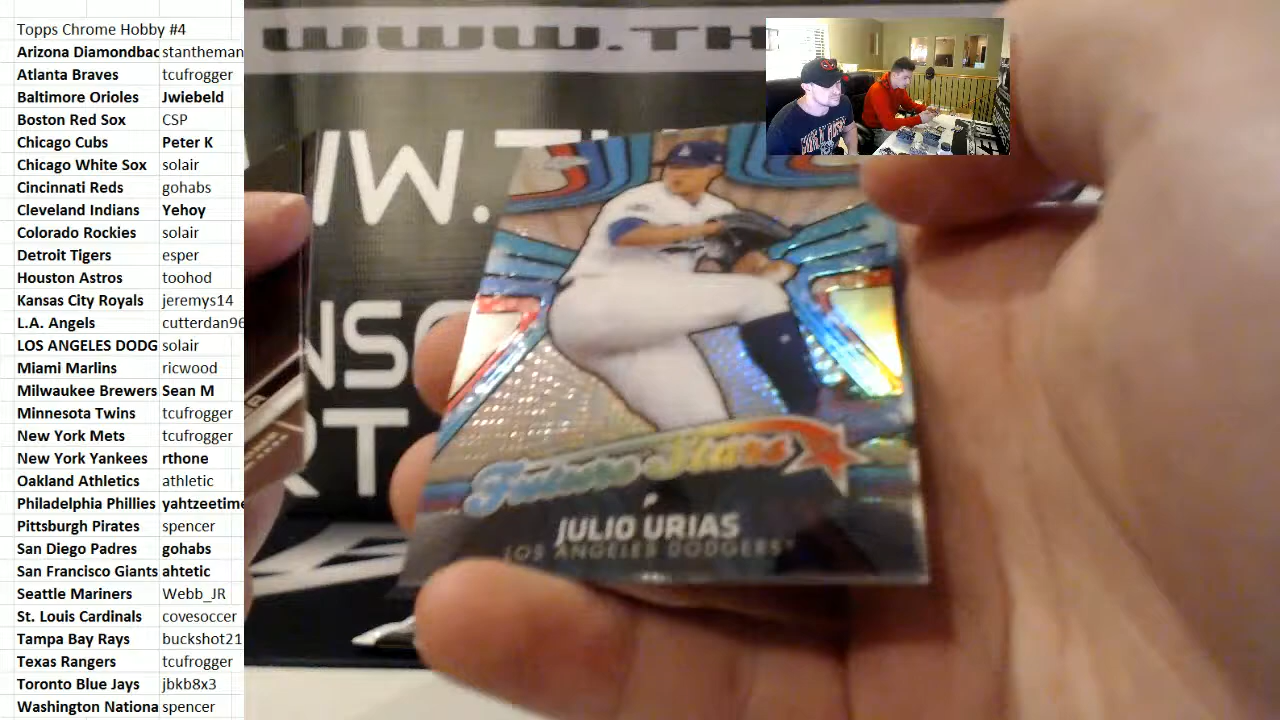 Topps Chrome Hobby #4
Arizona Diamondbac stantheman
Atlanta Braves tcufrogger
Baltimore Orioles Jwiebeld
Boston Red Sox CSP
Chicago Cubs Peter K
Chicago White Sox solair
Cincinnati Reds gohabs
Cleveland Indians Yehoy
Colorado Rockies solair
Detroit Tigers esper
Houston Astros toohod
Kansas City Royals jeremys14
L.A. Angels cutterdan96
LOS ANGELES DODG solair
Miami Marlins ricwood
Milwaukee Brewers Sean M
Minnesota Twins tcufrogger
New York Mets tcufrogger
New York Yankees rthone
Oakland Athletics athletic
Philadelphia Phillies yahtzeetime
Pittsburgh Pirates spencer
San Diego Padres gohabs
San Francisco Giants ahtetic
Seattle Mariners Webb_JR
St. Louis Cardinals covesoccer
Tampa Bay Rays buckshot21
Texas Rangers tcufrogger
Toronto Blue Jays jbkb8x3
Washington Nationa spencer
WWW.TH
WW.TH
NS
RT
Future Stars
P
JULIO URIAS
LOS ANGELES DODGERS